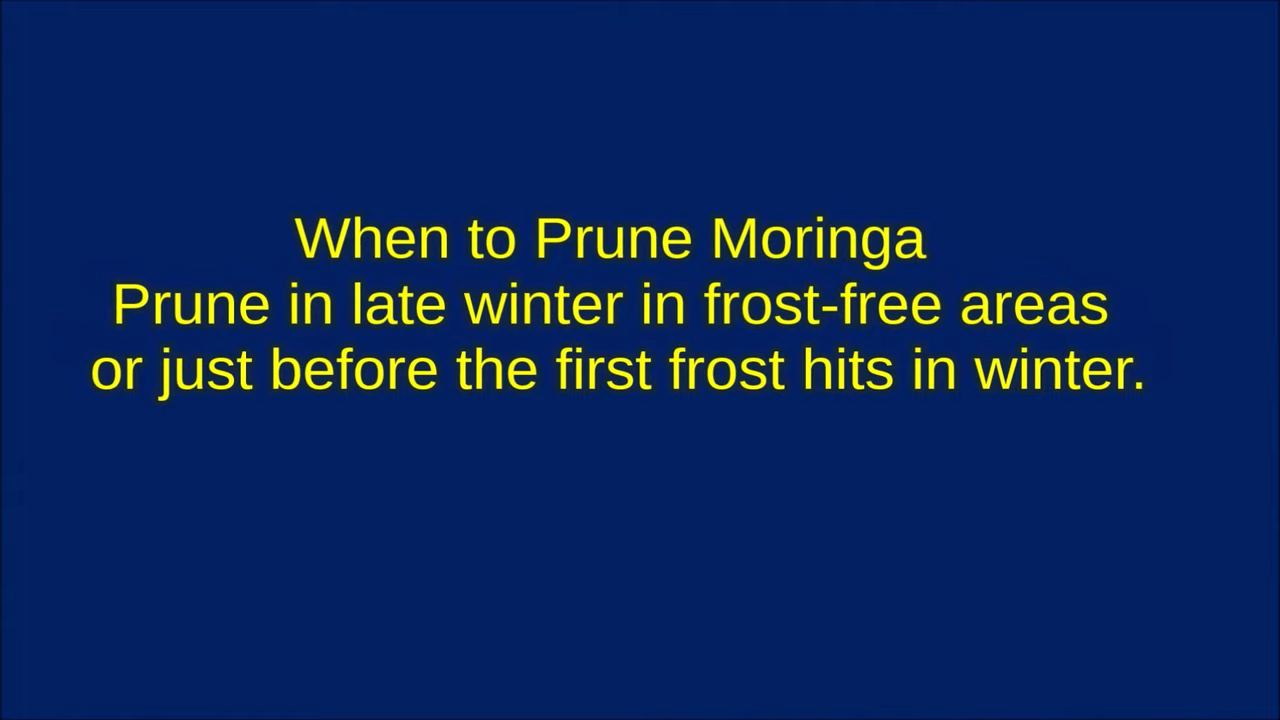 When to Prune Moringa
Prune in late winter in frost-free areas
or just before the first frost hits in winter.